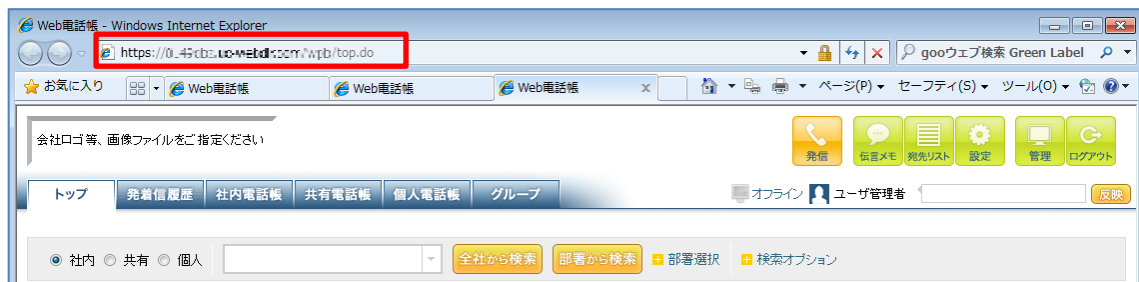 Web電話帳 - Windows Internet Explorer
https:// /top.do
gooウェブ検索 Green Label
お気に入り Web電話帳 Web電話帳 Web電話帳 x ページ(P) セーフティ(S) ツール(O)
会社ロゴ等、画像ファイルをご指定ください
発信 伝言メモ 宛先リスト 設定 管理 ログアウト
トップ 発着信履歴 社内電話帳 共有電話帳 個人電話帳 グループ オフライン ユーザ管理者 反映
社内 共有 個人 全社から検索 部署から検索 部署選択 検索オプション